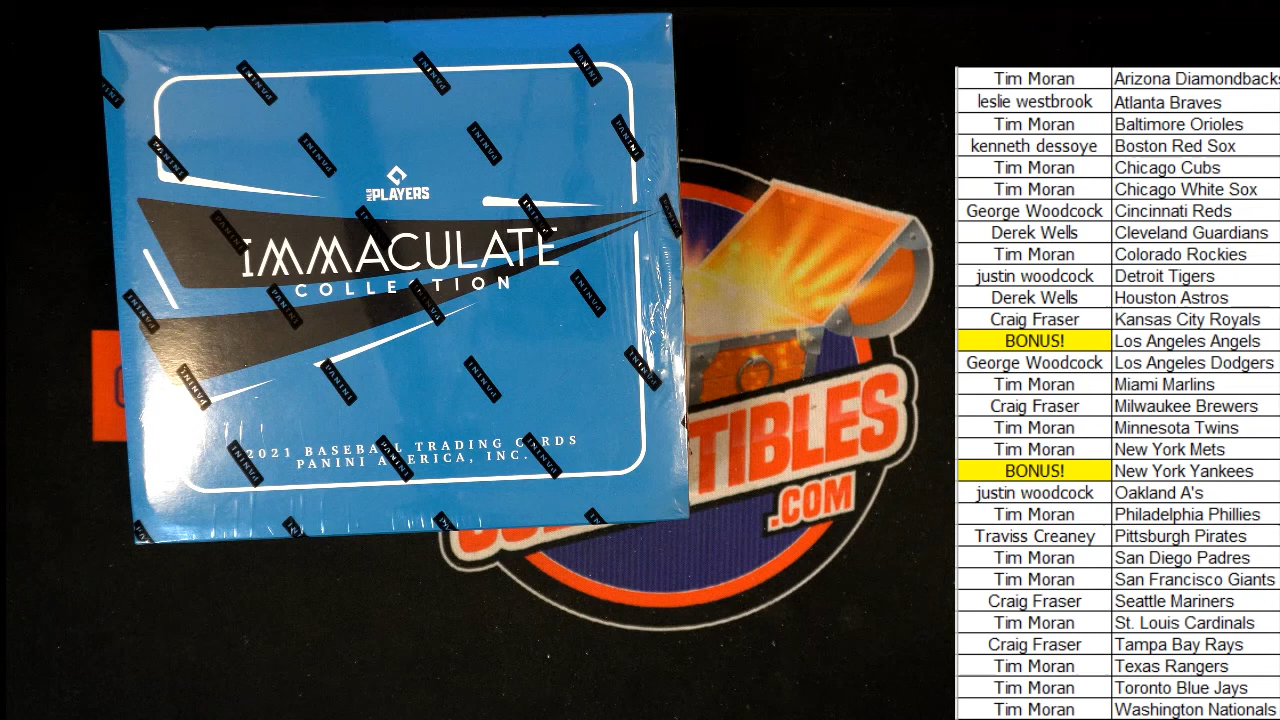 MLB PLAYERS
IMMACULATE
COLLECTION
2021 BASEBALL TRADING CARDS
PANINI AMERICA, INC.
PANINI
TIBLES
.COM
Tim Moran Arizona Diamondbacks
leslie westbrook Atlanta Braves
Tim Moran Baltimore Orioles
kenneth dessoye Boston Red Sox
Tim Moran Chicago Cubs
Tim Moran Chicago White Sox
George Woodcock Cincinnati Reds
Derek Wells Cleveland Guardians
Tim Moran Colorado Rockies
justin woodcock Detroit Tigers
Derek Wells Houston Astros
Craig Fraser Kansas City Royals
BONUS! Los Angeles Angels
George Woodcock Los Angeles Dodgers
Tim Moran Miami Marlins
Craig Fraser Milwaukee Brewers
Tim Moran Minnesota Twins
Tim Moran New York Mets
BONUS! New York Yankees
justin woodcock Oakland A's
Tim Moran Philadelphia Phillies
Traviss Creaney Pittsburgh Pirates
Tim Moran San Diego Padres
Tim Moran San Francisco Giants
Craig Fraser Seattle Mariners
Tim Moran St. Louis Cardinals
Craig Fraser Tampa Bay Rays
Tim Moran Texas Rangers
Tim Moran Toronto Blue Jays
Tim Moran Washington Nationals